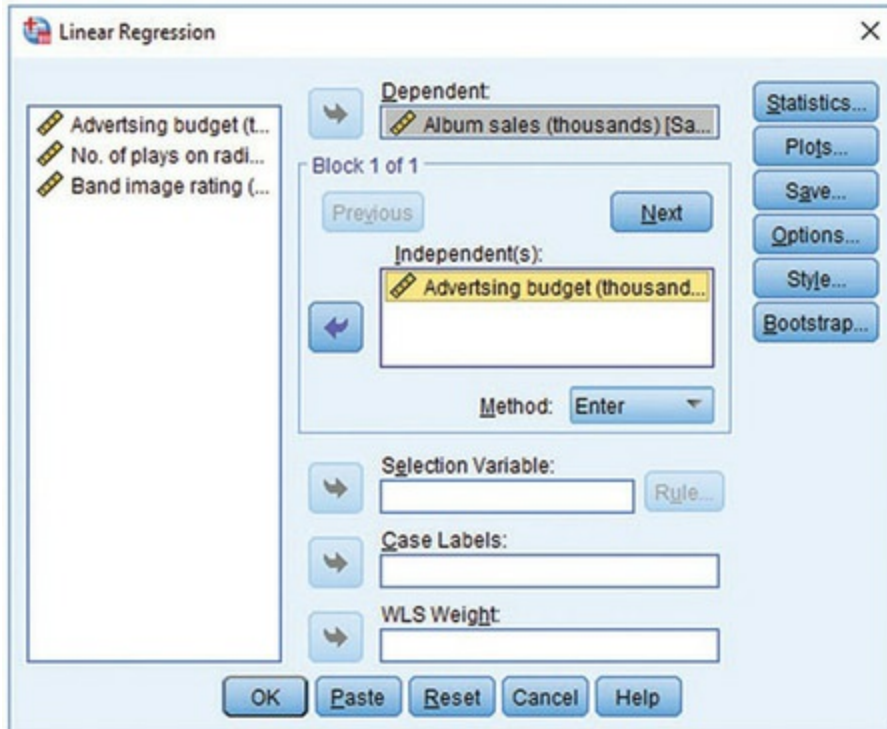 Linear Regression
Advertsing budget (t...
No. of plays on radi...
Band image rating (...
Dependent:
Album sales (thousands) [Sa...
Block 1 of 1
Previous
Next
Independent(s):
Advertsing budget (thousand...
Method:
Enter
Selection Variable:
Rule...
Case Labels:
WLS Weight:
Statistics...
Plots...
Save...
Options...
Style...
Bootstrap...
OK
Paste
Reset
Cancel
Help